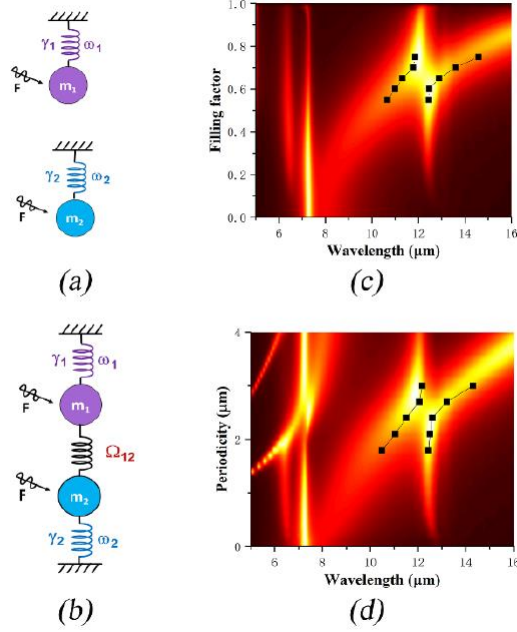 γ₁ ω₁
F
m₁
γ₂ ω₂
F
m₂
(a)
γ₁ ω₁
F
m₁
Ω₁₂
F
m₂
γ₂ ω₂
(b)
Filling factor
1.0
0.8
0.6
0.4
0.2
0.0
6 8 10 12 14 16
Wavelength (μm)
(c)
Periodicity (μm)
4
2
0
6 8 10 12 14 16
Wavelength (μm)
(d)